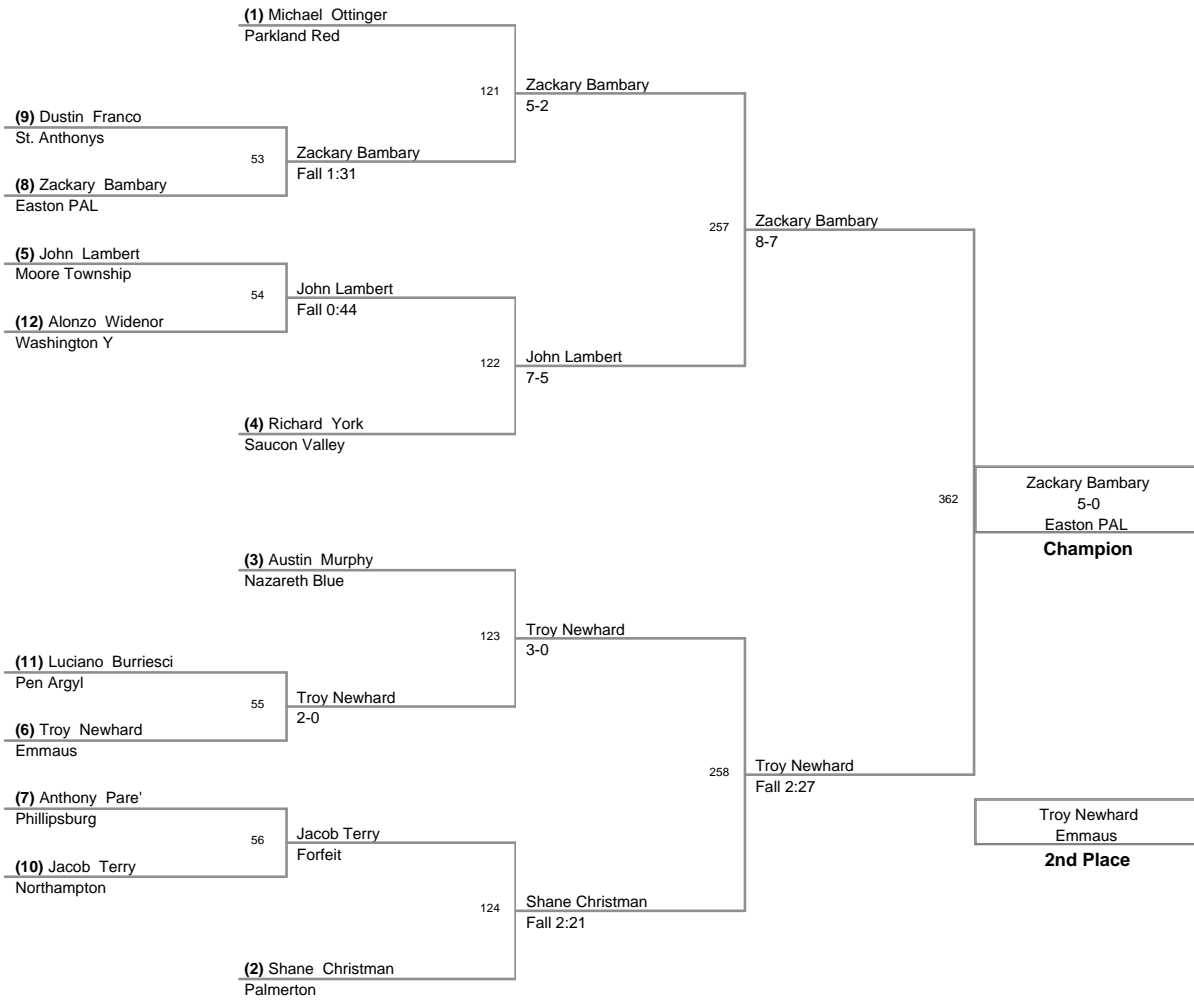 (1) Michael Ottinger
Parkland Red
121
Zackary Bambary
5-2
(9) Dustin Franco
St. Anthonys
53
Zackary Bambary
Fall 1:31
(8) Zackary Bambary
Easton PAL
257
Zackary Bambary
8-7
(5) John Lambert
Moore Township
54
John Lambert
Fall 0:44
(12) Alonzo Widenor
Washington Y
122
John Lambert
7-5
(4) Richard York
Saucon Valley
362
Zackary Bambary
5-0
Easton PAL
Champion
(3) Austin Murphy
Nazareth Blue
123
Troy Newhard
3-0
(11) Luciano Burriesci
Pen Argyl
55
Troy Newhard
2-0
(6) Troy Newhard
Emmaus
258
Troy Newhard
Fall 2:27
(7) Anthony Pare'
Phillipsburg
56
Jacob Terry
Forfeit
(10) Jacob Terry
Northampton
124
Shane Christman
Fall 2:21
(2) Shane Christman
Palmerton
Troy Newhard
Emmaus
2nd Place